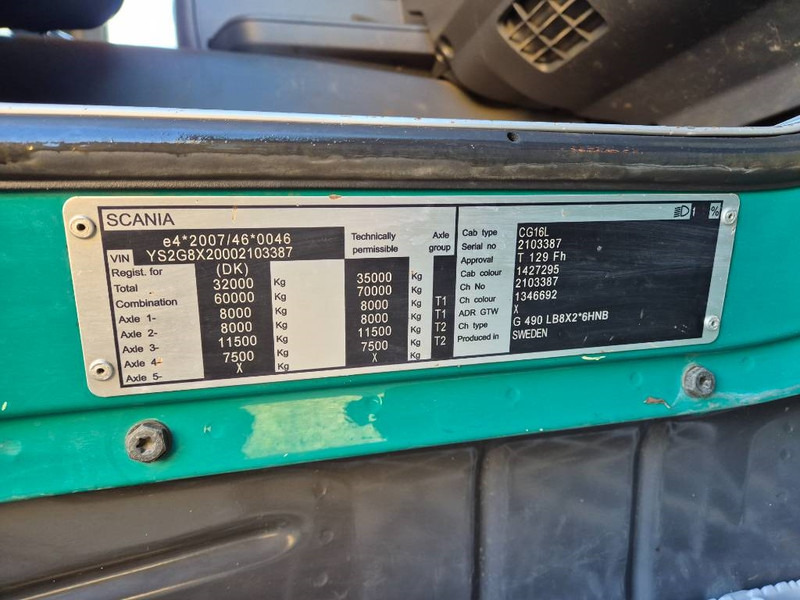 SCANIA
1 %
e4*2007/46*0046
VIN YS2G8X20002103387
Regist. for (DK) Technically permissible Axle group
Total 32000 Kg 35000 Kg
Combination 60000 Kg 70000 Kg
Axle 1- 8000 Kg 8000 Kg T1
Axle 2- 8000 Kg 8000 Kg T1
Axle 3- 11500 Kg 11500 Kg T2
Axle 4- 7500 Kg 7500 Kg T2
Axle 5- X Kg X Kg
Cab type CG16L
Serial no 2103387
Approval T 129 Fh
Cab colour 1427295
Ch No 2103387
Ch colour 1346692
ADR GTW X
Ch type G 490 LB8X2*6HNB
Produced in SWEDEN